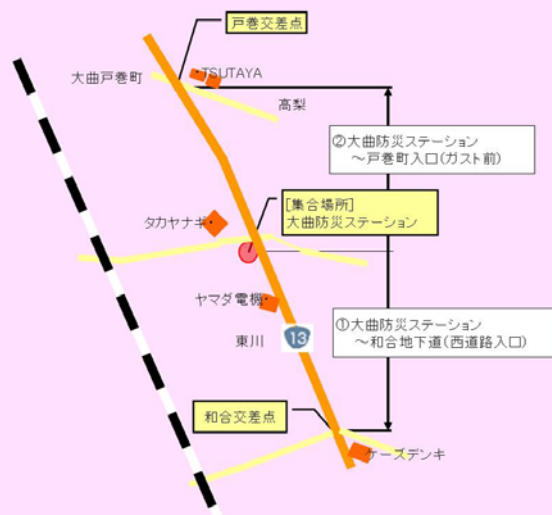 戸巻交差点
大曲戸巻町
TSUTAYA
高梨
②大曲防災ステーション
～戸巻町入口(ガスト前)
[集合場所]
大曲防災ステーション
タカヤナギ
ヤマダ電機
東川
13
①大曲防災ステーション
～和合地下道(西道路入口)
和合交差点
ケーズデンキ